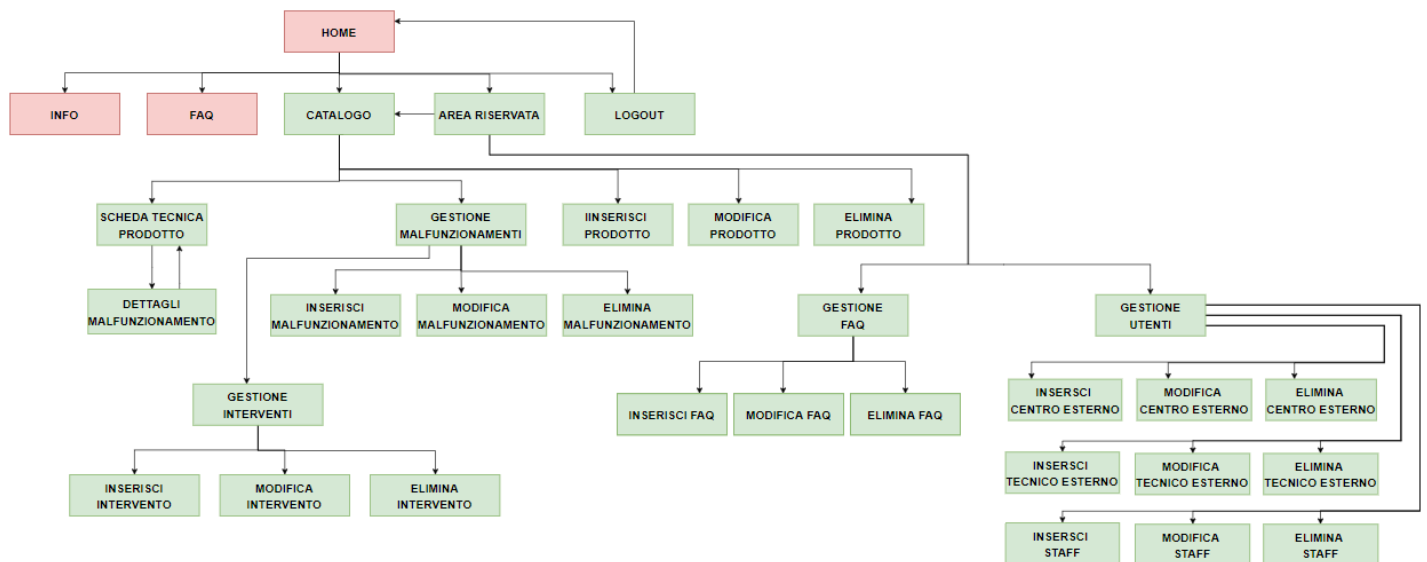 HOME
INFO
FAQ
CATALOGO
AREA RISERVATA
LOGOUT
SCHEDA TECNICA
PRODOTTO
GESTIONE
MALFUNZIONAMENTI
IINSERISCI
PRODOTTO
MODIFICA
PRODOTTO
ELIMINA
PRODOTTO
DETTAGLI
MALFUNZIONAMENTO
INSERISCI
MALFUNZIONAMENTO
MODIFICA
MALFUNZIONAMENTO
ELIMINA
MALFUNZIONAMENTO
GESTIONE
FAQ
GESTIONE
UTENTI
GESTIONE
INTERVENTI
INSERISCI FAQ
MODIFICA FAQ
ELIMINA FAQ
INSERSCI
CENTRO ESTERNO
MODIFICA
CENTRO ESTERNO
ELIMINA
CENTRO ESTERNO
INSERISCI
INTERVENTO
MODIFICA
INTERVENTO
ELIMINA
INTERVENTO
INSERSCI
TECNICO ESTERNO
MODIFICA
TECNICO ESTERNO
ELIMINA
TECNICO ESTERNO
INSERSCI
STAFF
MODIFICA
STAFF
ELIMINA
STAFF